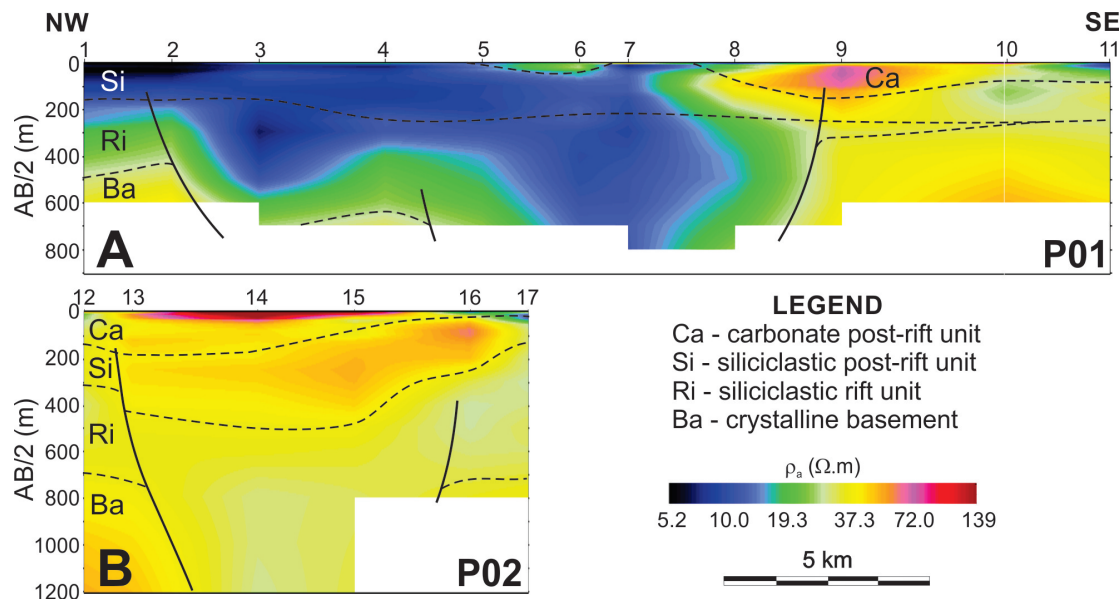 NW SE
1 2 3 4 5 6 7 8 9 10 11
0
Si
Ca
200
Ri
400
Ba
600
800
AB/2 (m)
A
P01
12 13 14 15 16 17
0
Ca
200
Si
400
Ri
600
800
Ba
1000
1200
AB/2 (m)
B
P02
LEGEND
Ca - carbonate post-rift unit
Si - siliciclastic post-rift unit
Ri - siliciclastic rift unit
Ba - crystalline basement
ρa (Ω.m)
5.2 10.0 19.3 37.3 72.0 139
5 km